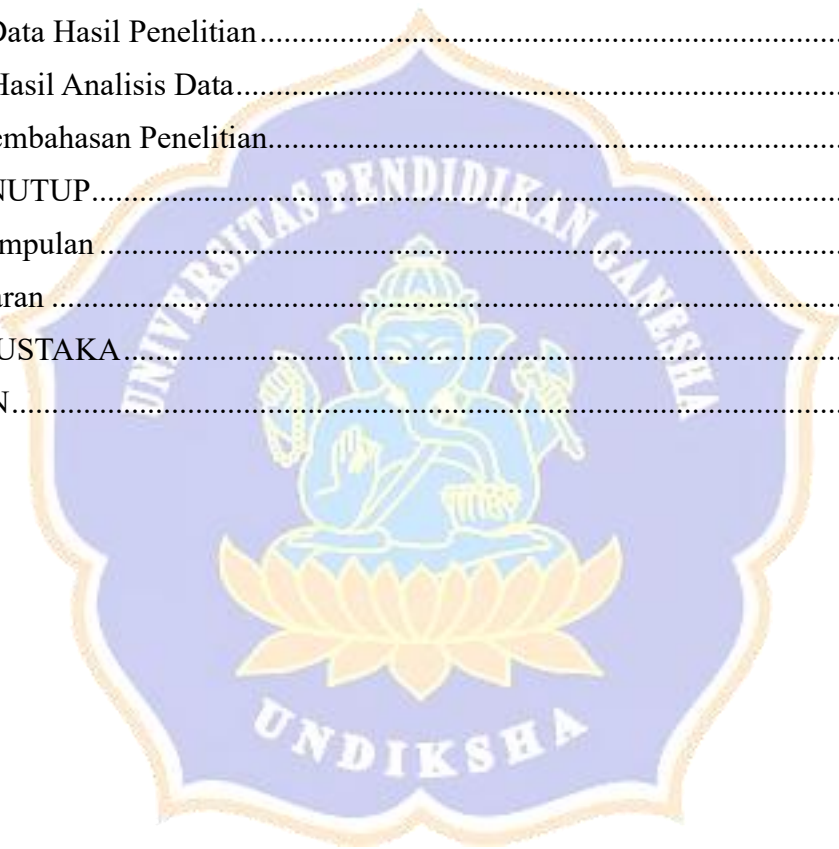 Data Hasil Penelitian..........................................................................
Hasil Analisis Data.............................................................................
embahasan Penelitian.........................................................................
NUTUP...............................................................................................
mpulan..............................................................................................
aran...................................................................................................
USTAKA...........................................................................................
N........................................................................................................
UNIVERSITAS PENDIDIKAN GANESHA
UNDIKSHA